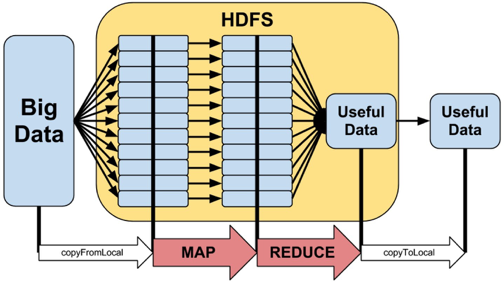 HDFS
Big
Data
Useful
Data
Useful
Data
copyFromLocal
MAP
REDUCE
copyToLocal